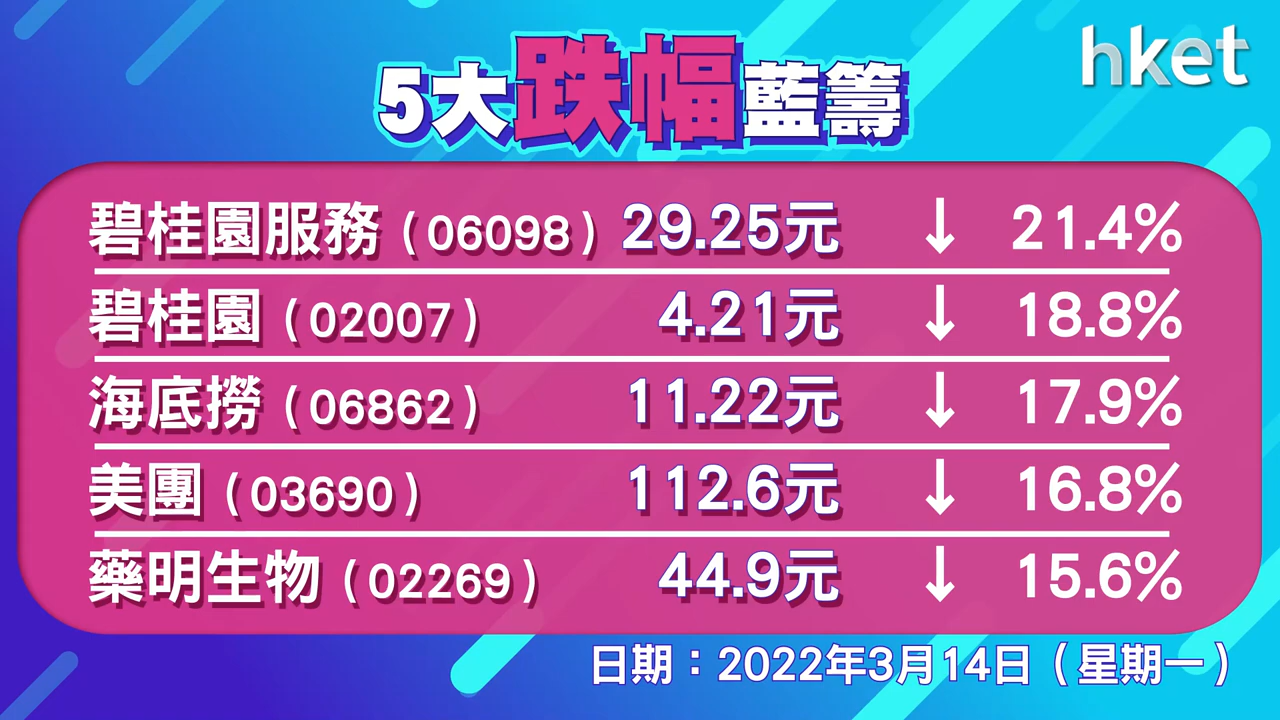 hket
5大跌幅藍籌
碧桂園服務（06098） 29.25元 ↓ 21.4%
碧桂園（02007） 4.21元 ↓ 18.8%
海底撈（06862） 11.22元 ↓ 17.9%
美團（03690） 112.6元 ↓ 16.8%
藥明生物（02269） 44.9元 ↓ 15.6%
日期：2022年3月14日（星期一）